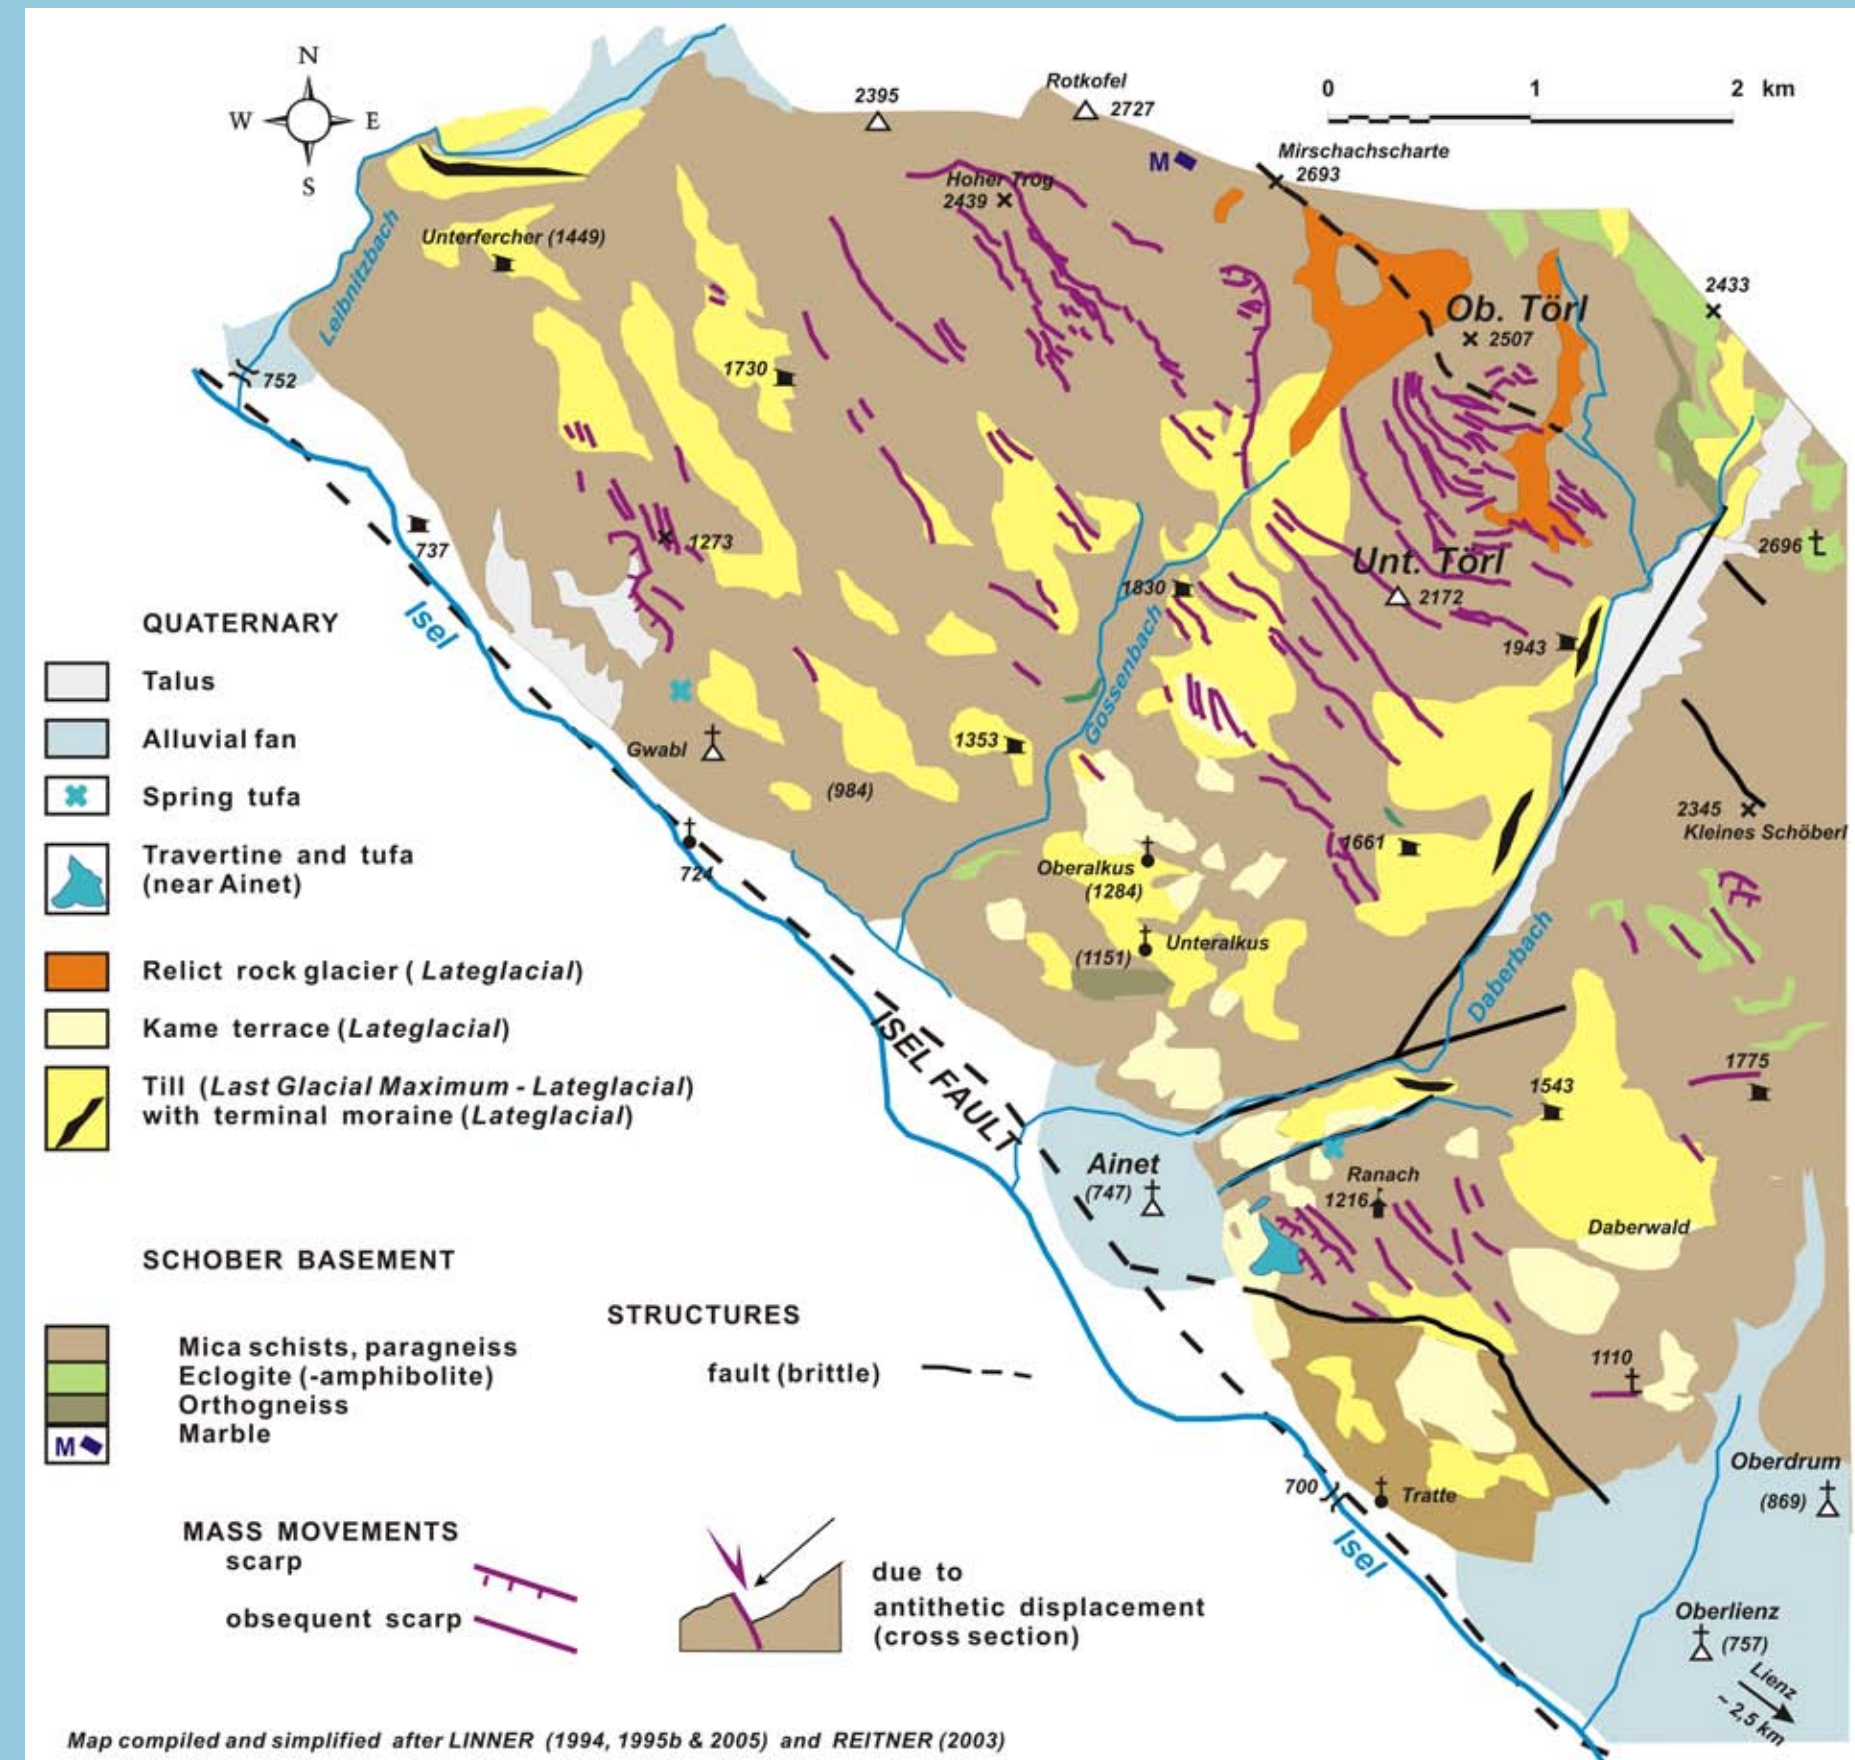 N
W E
S
2395
Rotkofel
2727
0 1 2 km
M
Mirschachscharte
2693
Hoher Trog
2439
Unterfercher (1449)
Leibnitzbach
2433
Ob. Törl
2507
752
1730
737
1273
Isel
2696
Unt. Törl
2172
1830
1943
Gossenbach
Gwabl
1353
(984)
2345
Kleines Schöberl
724
1661
Oberalkus
(1284)
Unteralkus
(1151)
Daberbach
ISEL FAULT
1775
1543
Ainet
(747)
Ranach
1216
Daberwald
1110
Oberdrum
(869)
700
Tratte
Isel
Oberlienz
(757)
Lienz
~ 2,5 km
QUATERNARY
Talus
Alluvial fan
Spring tufa
Travertine and tufa
(near Ainet)
Relict rock glacier ( Lateglacial)
Kame terrace (Lateglacial)
Till (Last Glacial Maximum - Lateglacial)
with terminal moraine (Lateglacial)
SCHOBER BASEMENT
Mica schists, paragneiss
Eclogite (-amphibolite)
Orthogneiss
Marble
M
STRUCTURES
fault (brittle)
MASS MOVEMENTS
scarp
obsequent scarp
due to
antithetic displacement
(cross section)
Map compiled and simplified after LINNER (1994, 1995b & 2005) and REITNER (2003)